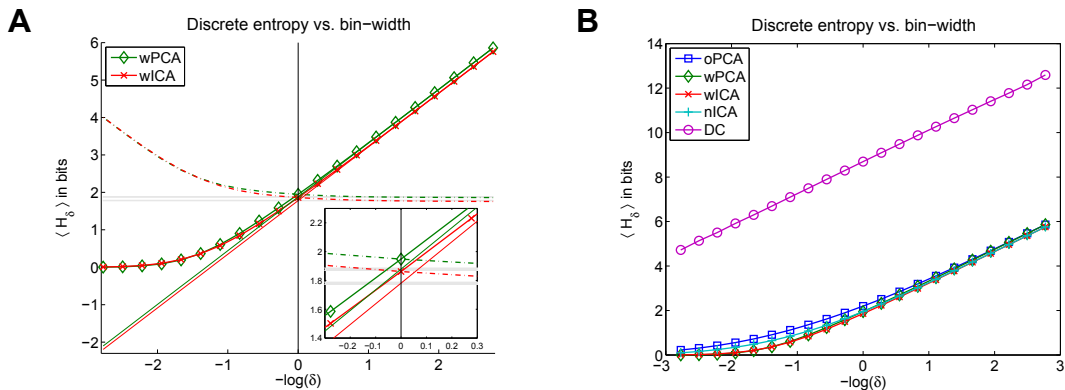 A
Discrete entropy vs. bin−width
⟨ H_δ ⟩ in bits
6
5
4
3
2
1
0
−1
−2
wPCA
wICA
2.2
2
1.8
1.6
1.4
−0.2
−0.1
0
0.1
0.2
0.3
−2
−1
0
1
2
−log(δ)
B
Discrete entropy vs. bin−width
⟨ H_δ ⟩ in bits
14
12
10
8
6
4
2
0
oPCA
wPCA
wICA
nICA
DC
−3
−2
−1
0
1
2
3
−log(δ)